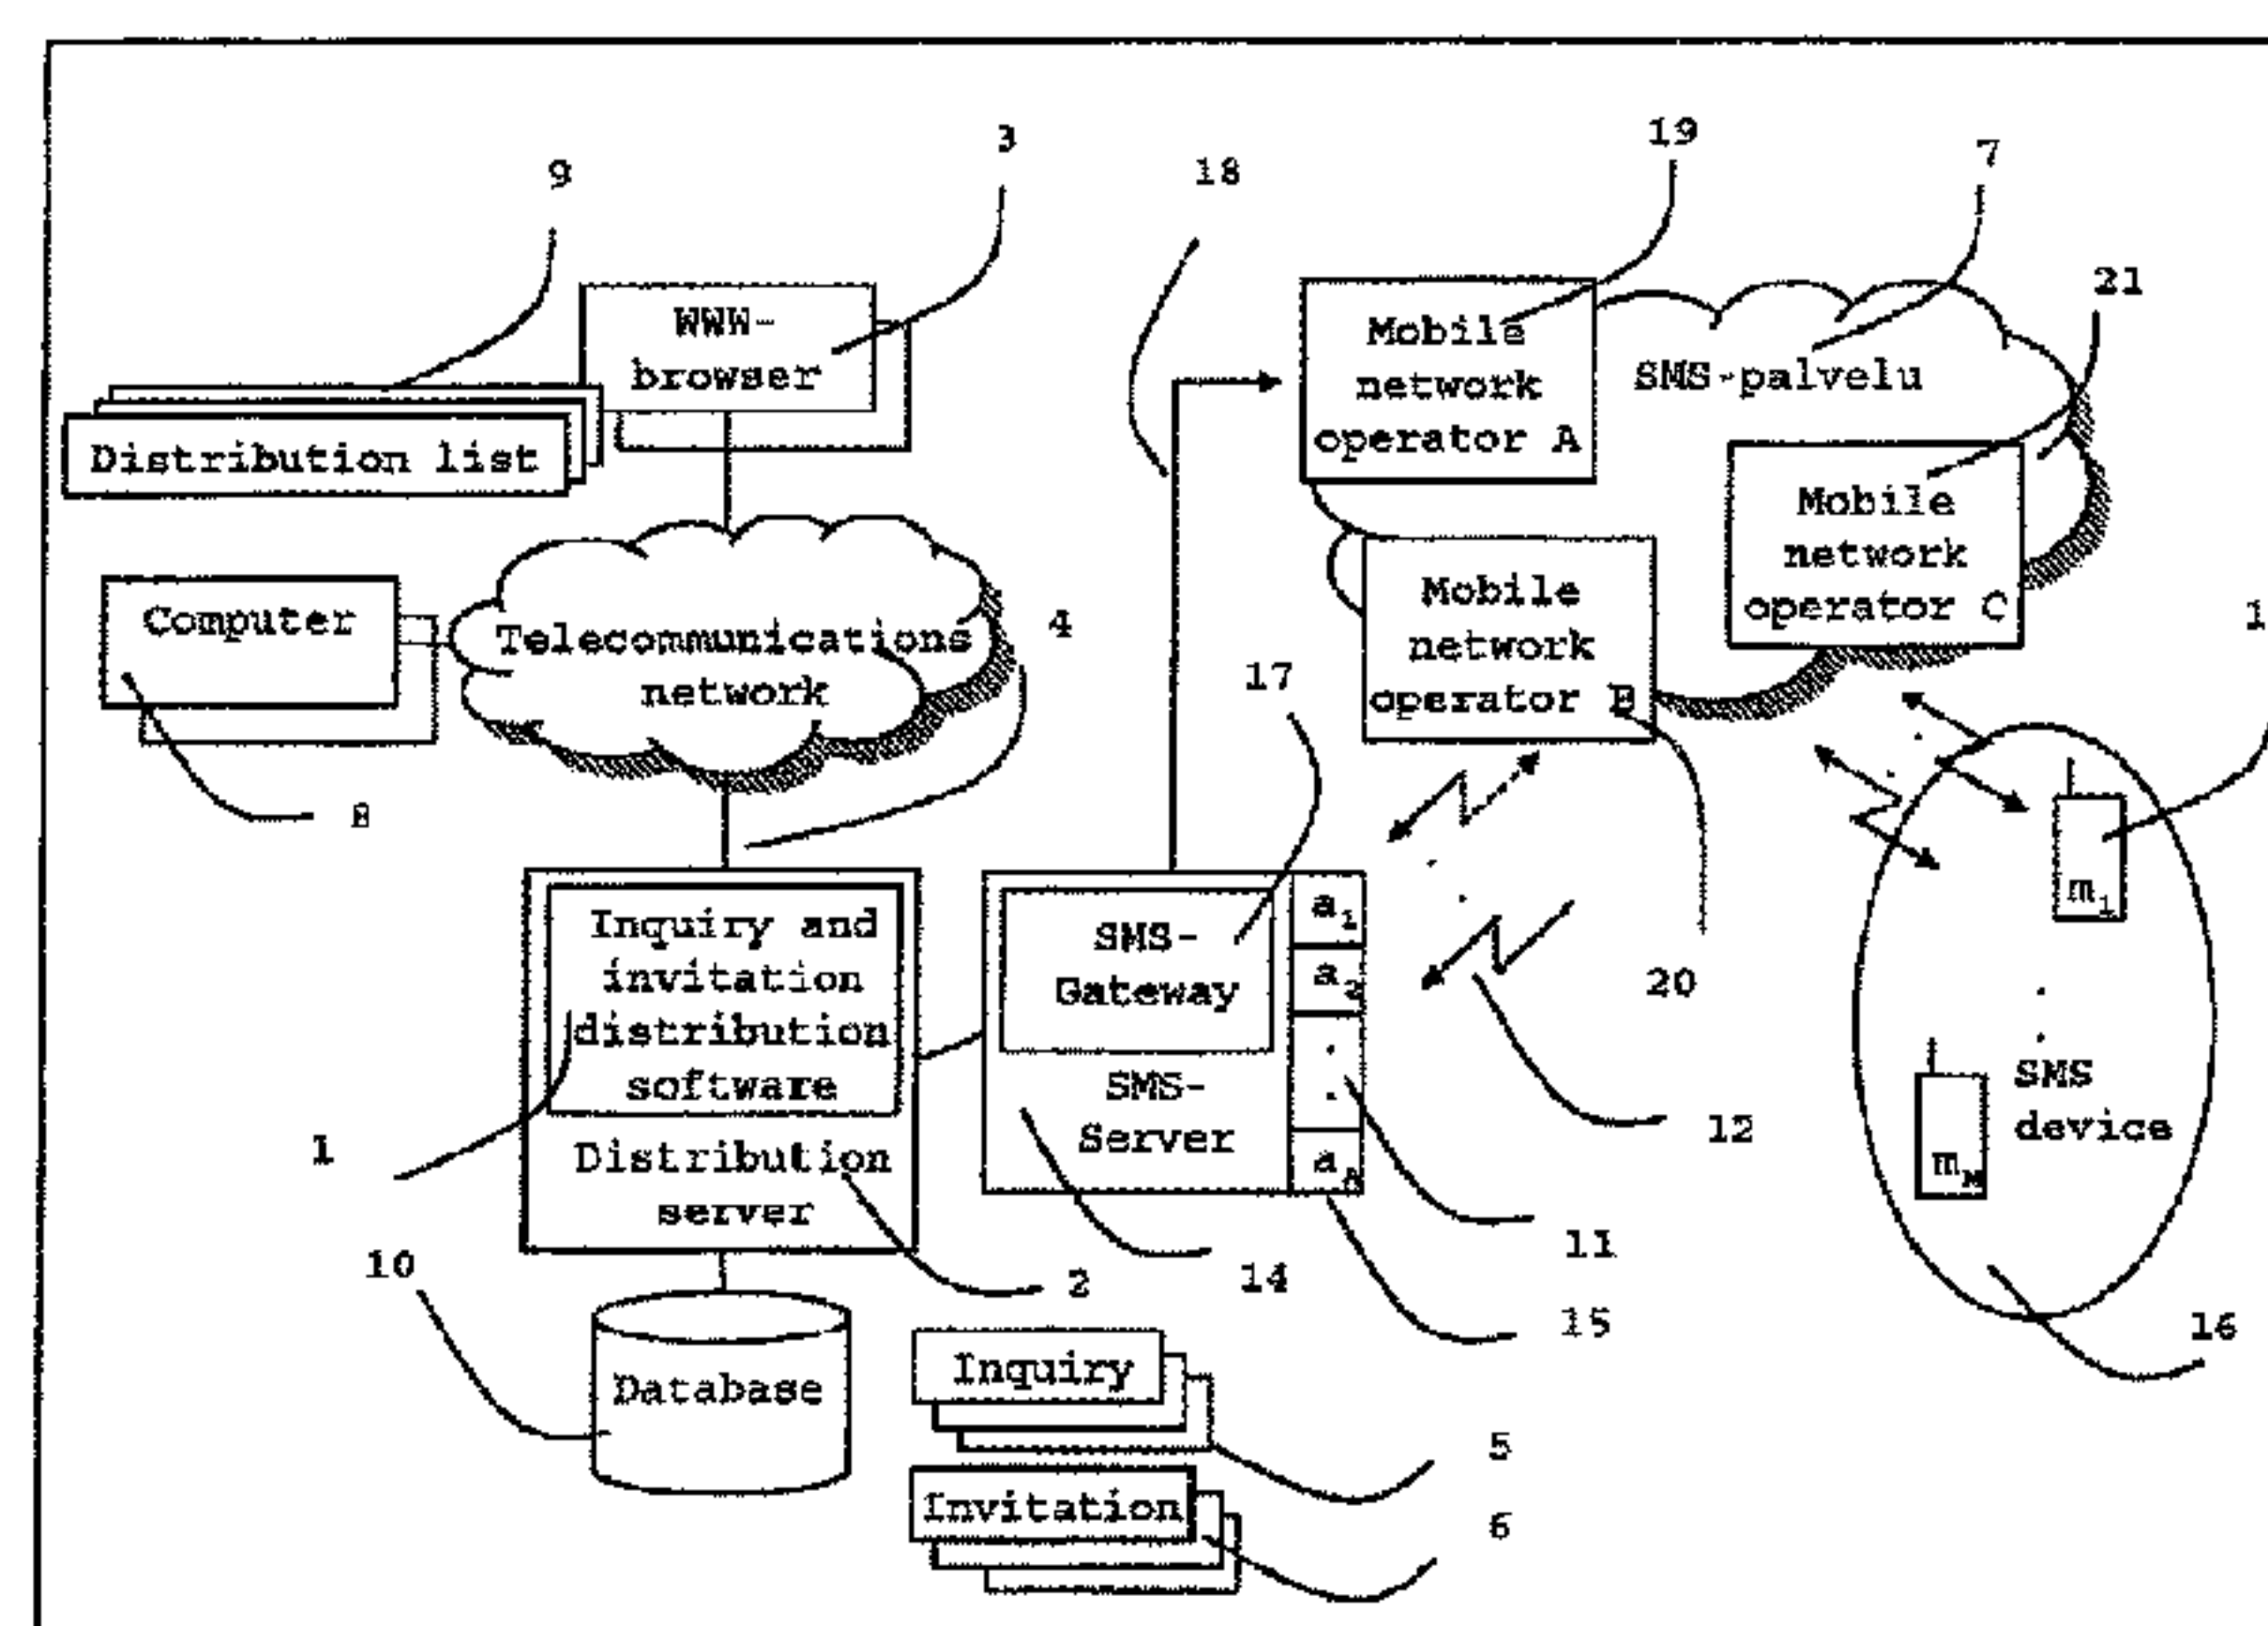 9
3
18
19
7
21
WWW-
browser
Distribution list
Mobile
network
operator A
SMS-palvelu
Mobile
network
operator C
Computer
Telecommunications
network
4
17
Mobile
network
operator B
8
Inquiry and
invitation
distribution
software
Distribution
server
SMS-
Gateway
SMS-
Server
a1
a2
.
.
20
12
m1
.
.
SMS
device
mM
1
10
2
14
11
15
16
Database
Inquiry
5
Invitation
6